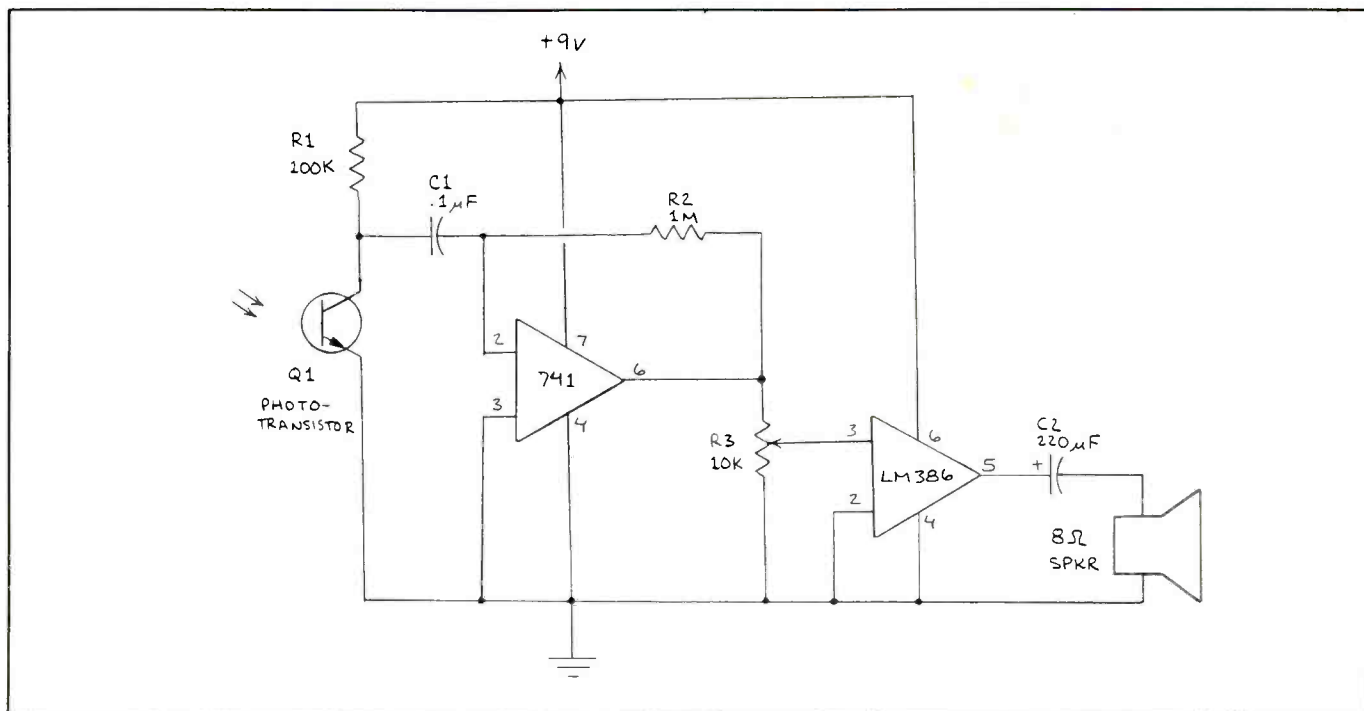 +9V
R1
200K
C1
.1μF
R2
1M
2
7
741
6
3
4
Q1
PHOTO-
TRANSISTOR
R3
10K
3
6
LM386
5
2
4
C2
220μF
+
8Ω
SPKR